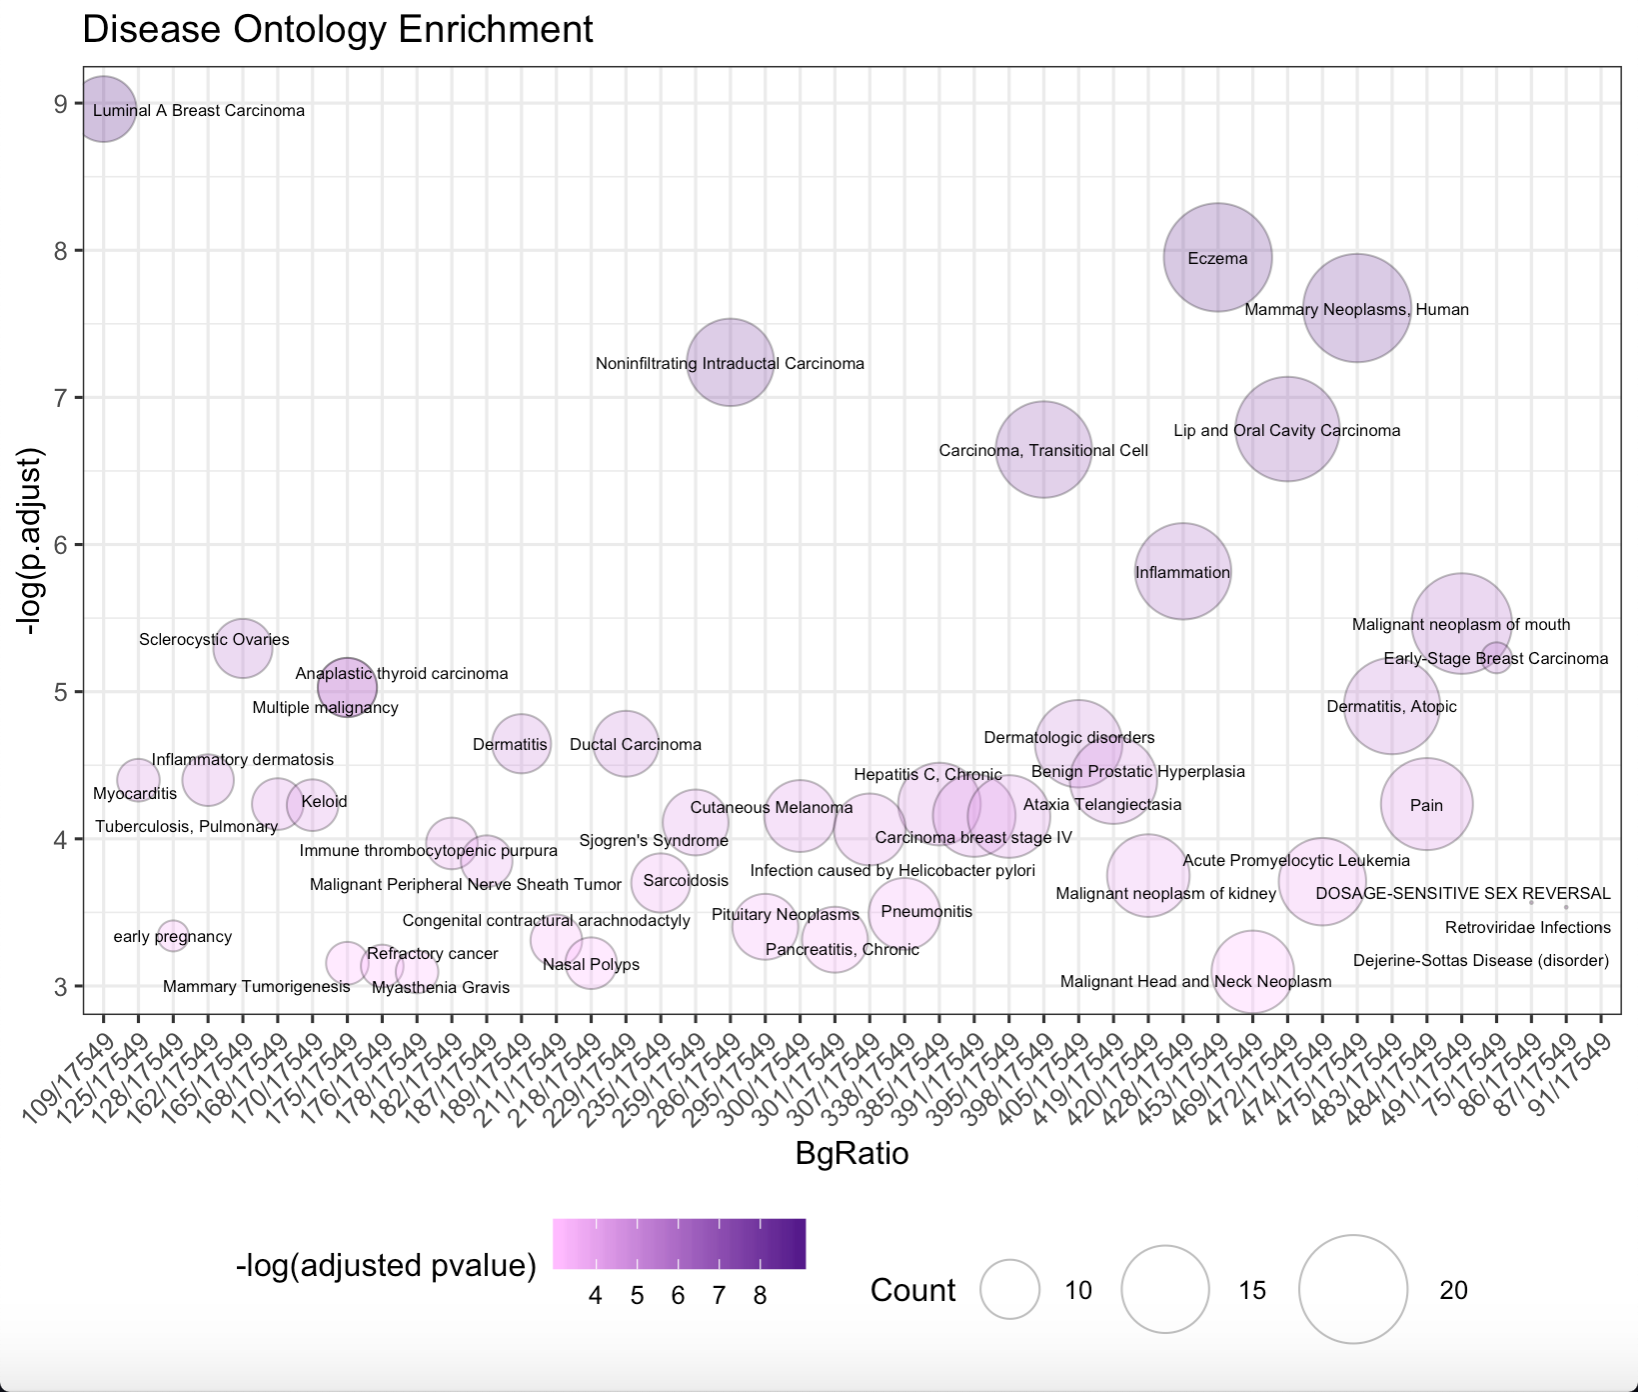 Disease Ontology Enrichment
-log(p.adjust)
9
8
7
6
5
4
3
Luminal A Breast Carcinoma
Eczema
Mammary Neoplasms, Human
Noninfiltrating Intraductal Carcinoma
Lip and Oral Cavity Carcinoma
Carcinoma, Transitional Cell
Inflammation
Malignant neoplasm of mouth
Sclerocystic Ovaries
Early-Stage Breast Carcinoma
Anaplastic thyroid carcinoma
Multiple malignancy
Dermatitis, Atopic
Dermatologic disorders
Dermatitis
Ductal Carcinoma
Inflammatory dermatosis
Benign Prostatic Hyperplasia
Hepatitis C, Chronic
Myocarditis
Keloid
Cutaneous Melanoma
Ataxia Telangiectasia
Pain
Tuberculosis, Pulmonary
Sjogren's Syndrome
Carcinoma breast stage IV
Immune thrombocytopenic purpura
Acute Promyelocytic Leukemia
Infection caused by Helicobacter pylori
Malignant Peripheral Nerve Sheath Tumor
Sarcoidosis
Malignant neoplasm of kidney
DOSAGE-SENSITIVE SEX REVERSAL
Congenital contractural arachnodactyly
Pituitary Neoplasms
Pneumonitis
Retroviridae Infections
early pregnancy
Refractory cancer
Pancreatitis, Chronic
Nasal Polyps
Dejerine-Sottas Disease (disorder)
Mammary Tumorigenesis
Myasthenia Gravis
Malignant Head and Neck Neoplasm
109/17549
125/17549
128/17549
162/17549
165/17549
168/17549
170/17549
175/17549
176/17549
178/17549
182/17549
187/17549
189/17549
211/17549
218/17549
229/17549
235/17549
259/17549
286/17549
295/17549
300/17549
301/17549
307/17549
338/17549
385/17549
391/17549
395/17549
398/17549
405/17549
419/17549
420/17549
428/17549
453/17549
469/17549
472/17549
474/17549
475/17549
483/17549
484/17549
491/17549
75/17549
86/17549
87/17549
91/17549
BgRatio
-log(adjusted pvalue)
4 5 6 7 8
Count 10 15 20